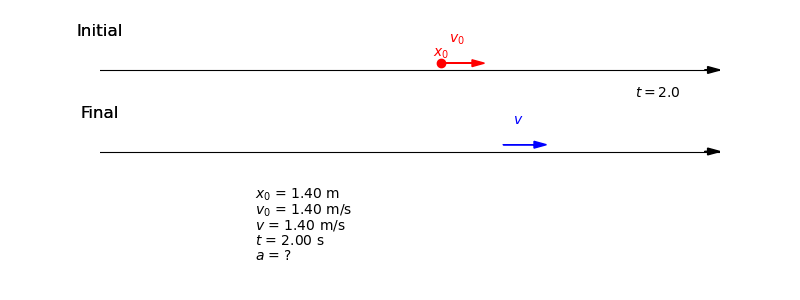 Initial
v₀
x₀
t = 2.0
Final
v
x₀ = 1.40 m
v₀ = 1.40 m/s
v = 1.40 m/s
t = 2.00 s
a = ?